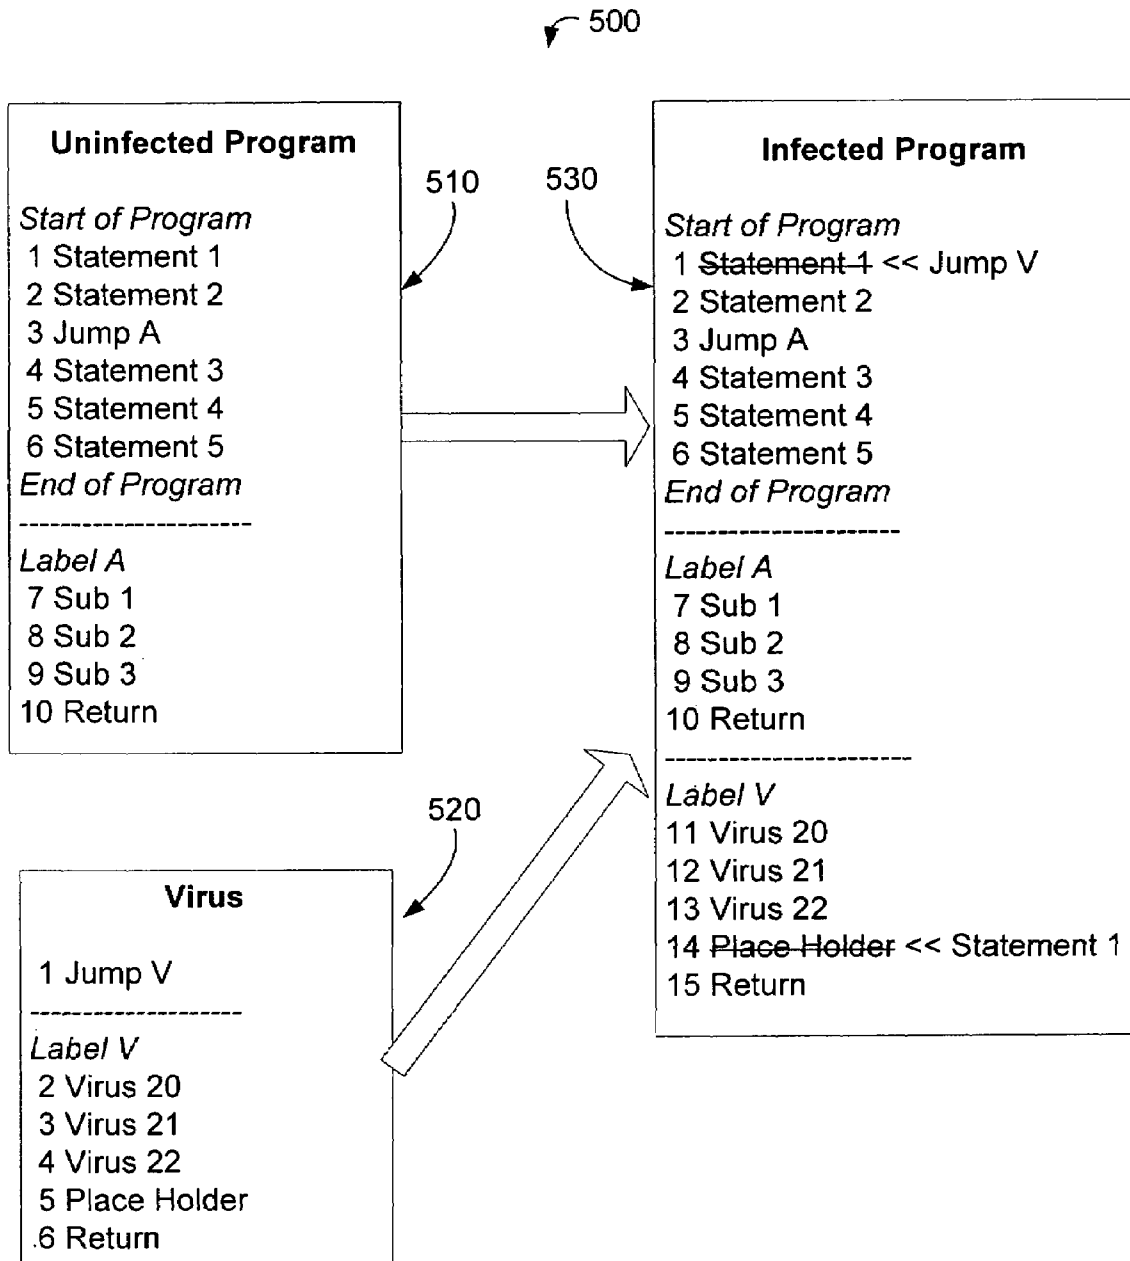 500
Uninfected Program
510
Start of Program
1 Statement 1
2 Statement 2
3 Jump A
4 Statement 3
5 Statement 4
6 Statement 5
End of Program
--------------------
Label A
7 Sub 1
8 Sub 2
9 Sub 3
10 Return
530
Infected Program
Start of Program
1 Statement 1 << Jump V
2 Statement 2
3 Jump A
4 Statement 3
5 Statement 4
6 Statement 5
End of Program
--------------------
Label A
7 Sub 1
8 Sub 2
9 Sub 3
10 Return
--------------------
Label V
11 Virus 20
12 Virus 21
13 Virus 22
14 Place Holder << Statement 1
15 Return
520
Virus
1 Jump V
--------------------
Label V
2 Virus 20
3 Virus 21
4 Virus 22
5 Place Holder
6 Return